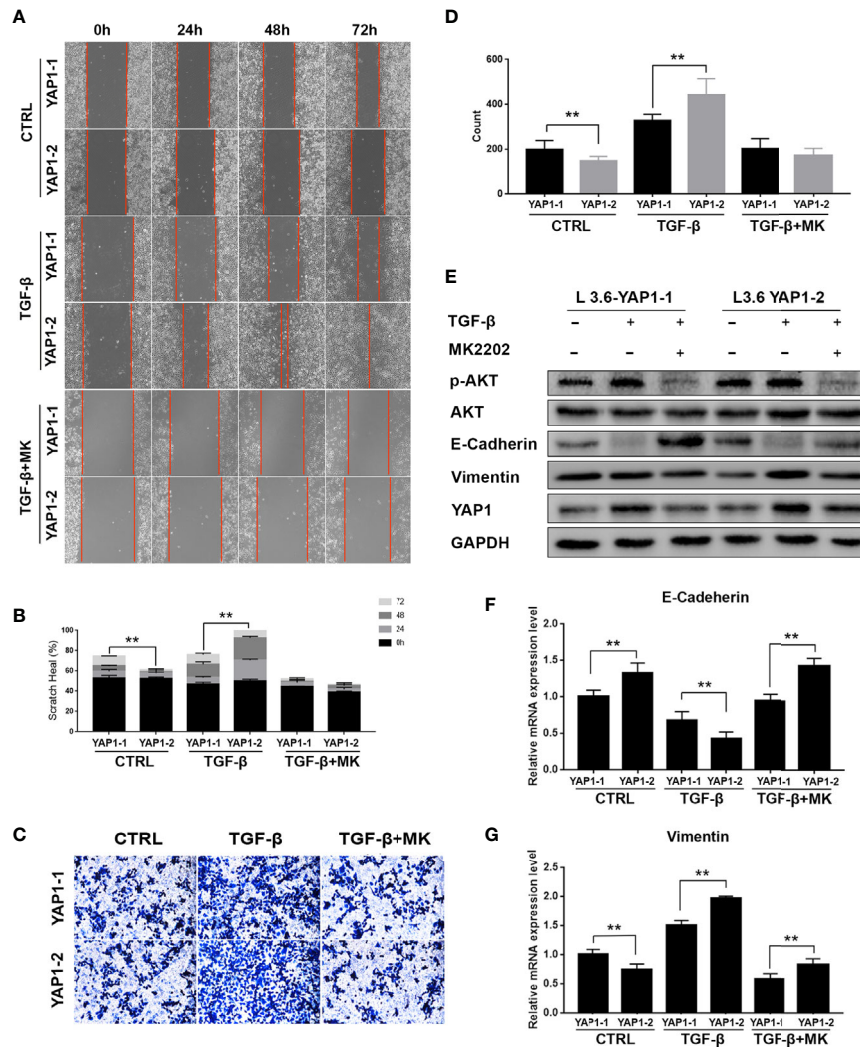 A
0h 24h 48h 72h
CTRL
YAP1-1
YAP1-2
TGF-β
YAP1-1
YAP1-2
TGF-β+MK
YAP1-1
YAP1-2
B
Scratch Heal (%)
100
80
60
40
20
0
**
**
72
48
24
0h
YAP1-1 YAP1-2 YAP1-1 YAP1-2 YAP1-1 YAP1-2
CTRL TGF-β TGF-β+MK
C
CTRL TGF-β TGF-β+MK
YAP1-1
YAP1-2
D
Count
600
400
200
0
**
**
YAP1-1 YAP1-2 YAP1-1 YAP1-2 YAP1-1 YAP1-2
CTRL TGF-β TGF-β+MK
E
L 3.6-YAP1-1 L3.6 YAP1-2
TGF-β – + + – + +
MK2202 – – + – – +
p-AKT
AKT
E-Cadherin
Vimentin
YAP1
GAPDH
F
E-Cadeherin
Relative mRNA expression level
2.0
1.5
1.0
0.5
0.0
**
**
**
YAP1-1 YAP1-2 YAP1-1 YAP1-2 YAP1-1 YAP1-2
CTRL TGF-β TGF-β+MK
G
Vimentin
Relative mRNA expression level
2.5
2.0
1.5
1.0
0.5
0.0
**
**
**
YAP1-1 YAP1-2 YAP1-1 YAP1-2 YAP1-1 YAP1-2
CTRL TGF-β TGF-β+MK